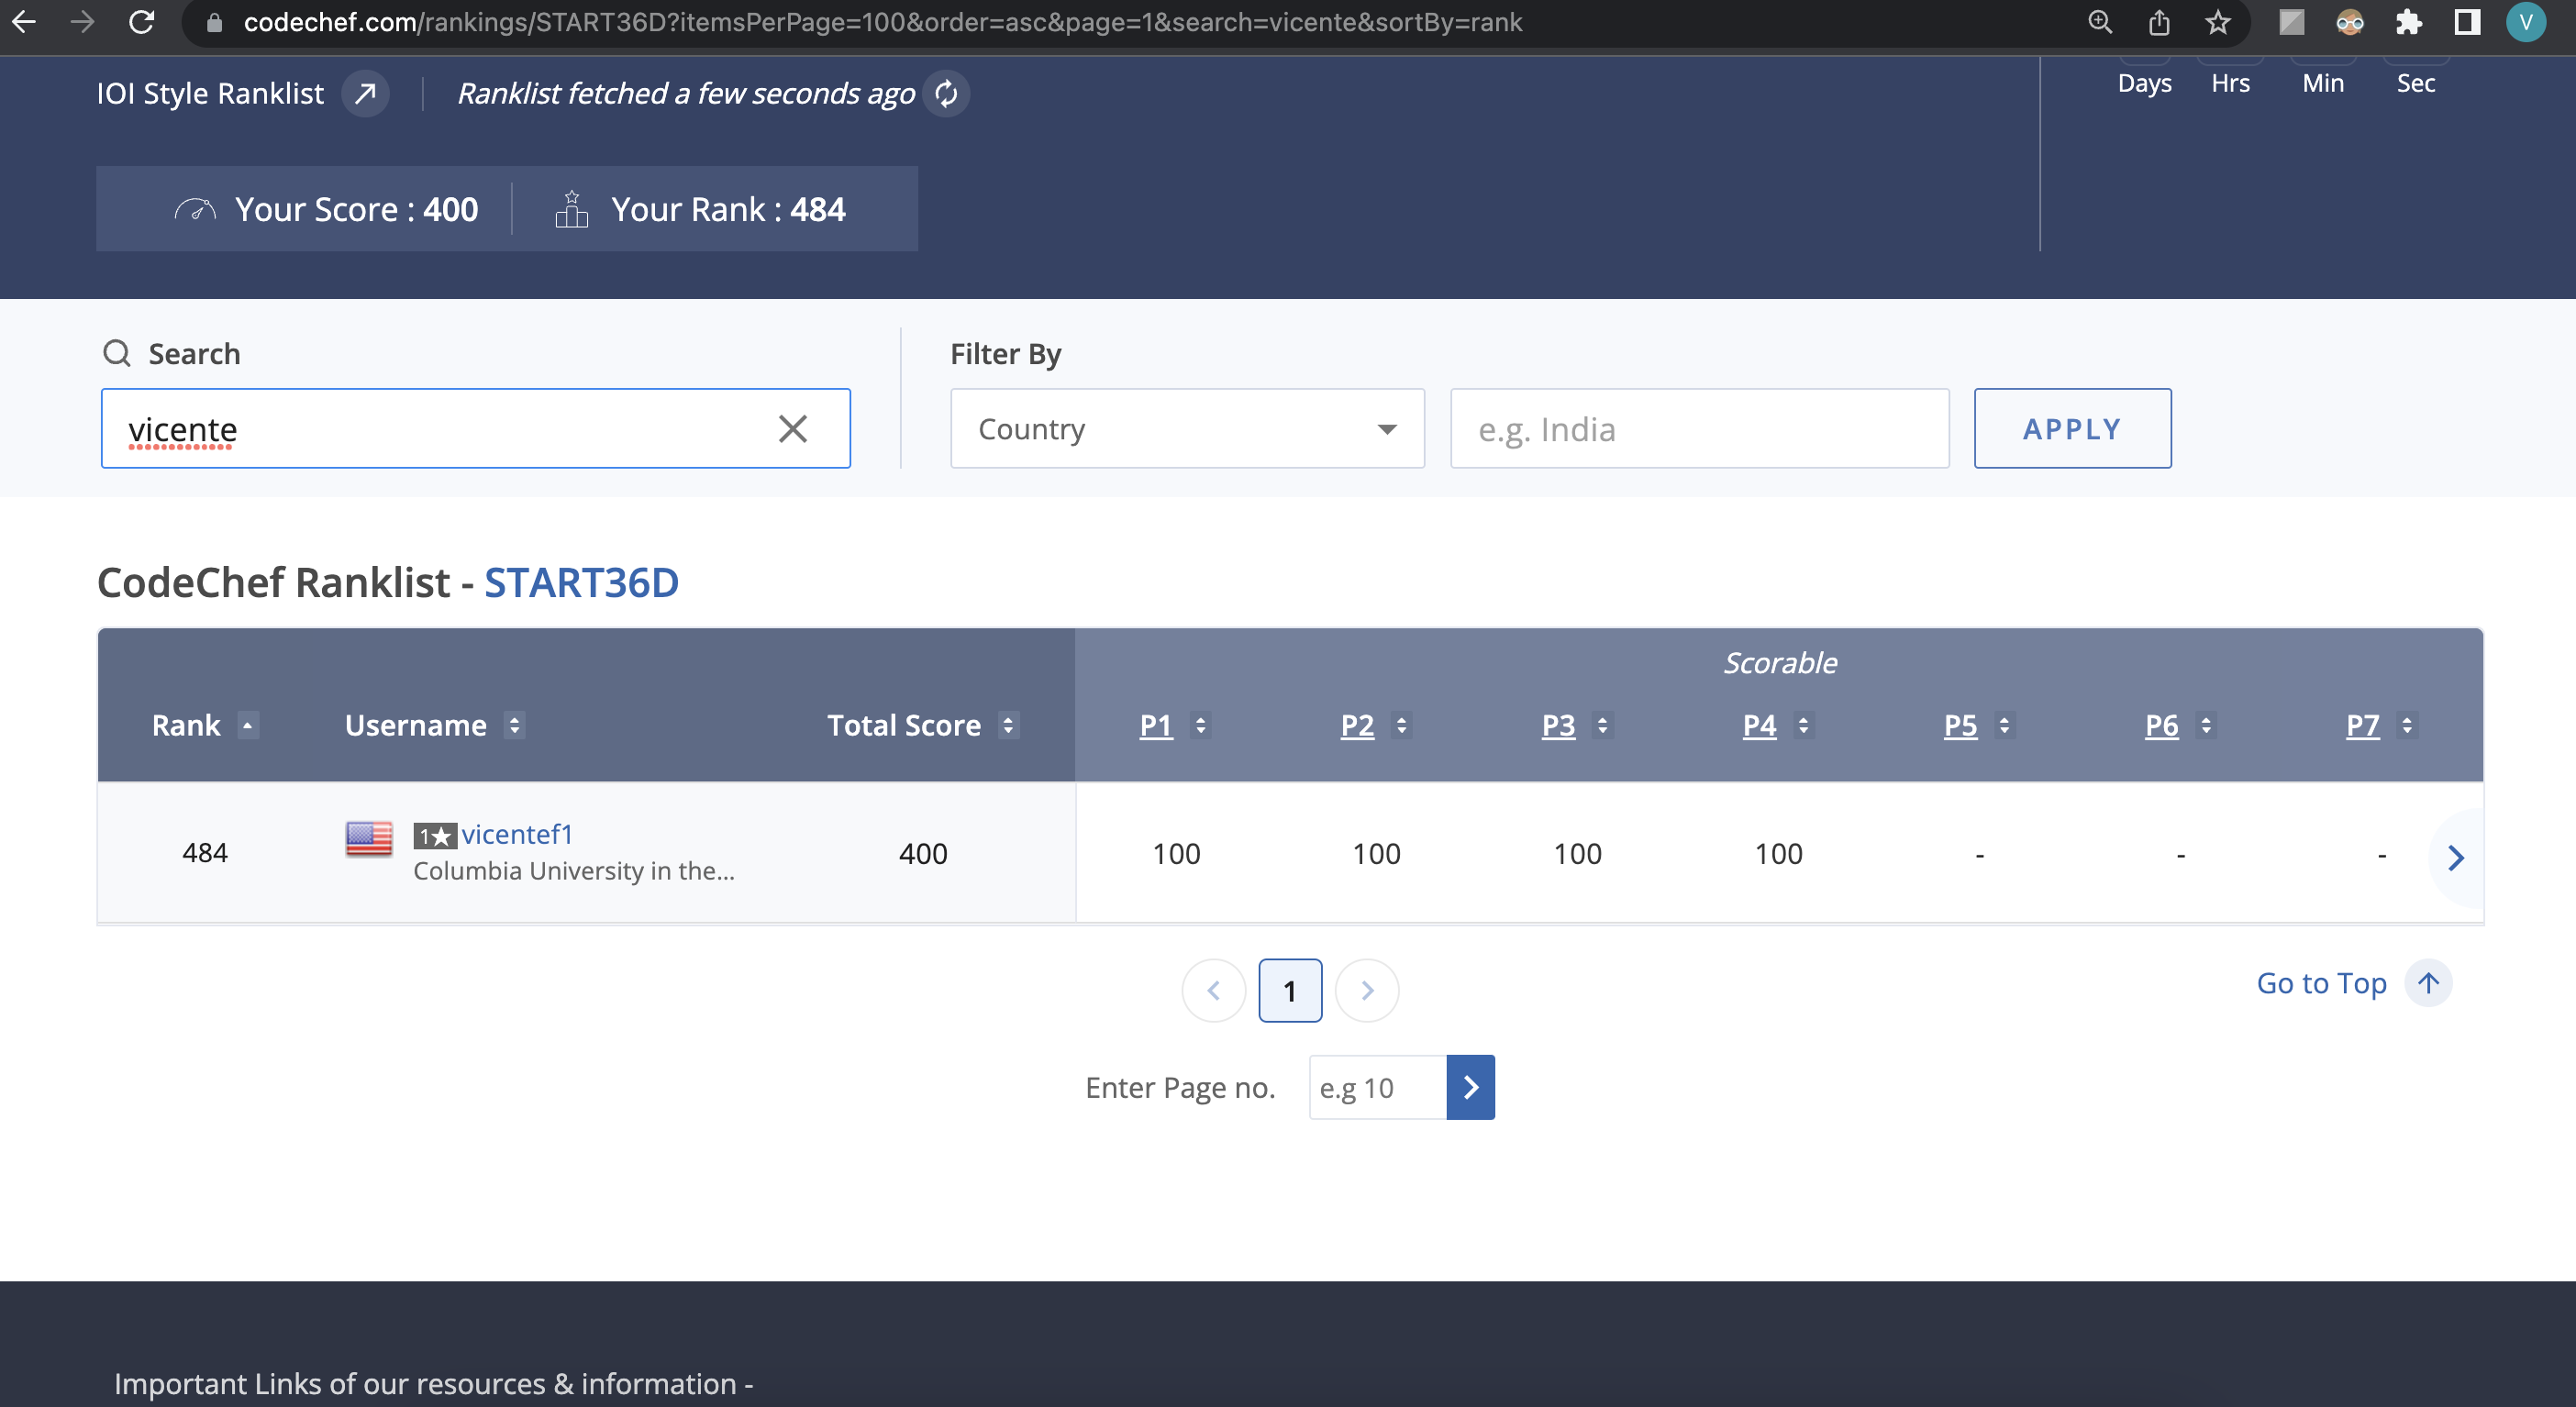 codechef.com/rankings/START36D?itemsPerPage=100&order=asc&page=1&search=vicente&sortBy=rank
V
IOI Style Ranklist Ranklist fetched a few seconds ago
Days Hrs Min Sec
Your Score : 400 Your Rank : 484
Search Filter By
vicente Country e.g. India APPLY
CodeChef Ranklist - START36D
Scorable
Rank Username Total Score P1 P2 P3 P4 P5 P6 P7
484 1★ vicentef1 400 100 100 100 100 - - -
Columbia University in the...
1
Go to Top
Enter Page no. e.g 10
Important Links of our resources & information -